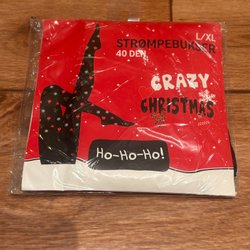 L/XL
STRØMPEBUKSER
40 DEN
CRAZY
CHRISTMAS
Ho-Ho-Ho!